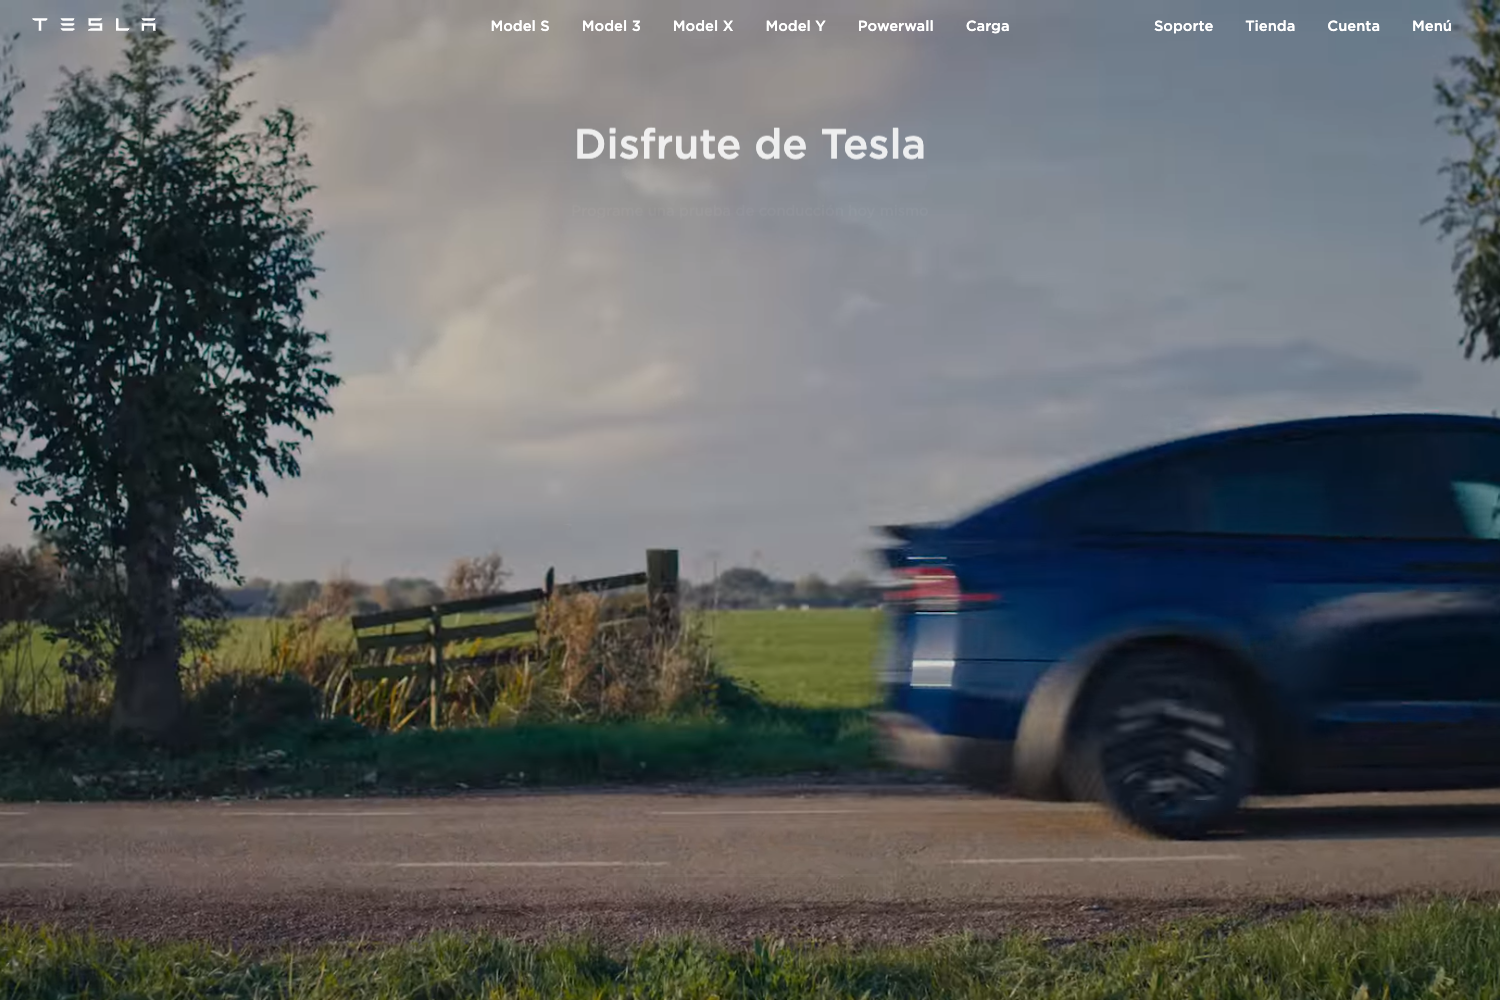 TESLA
Model S Model 3 Model X Model Y Powerwall Carga
Soporte Tienda Cuenta Menú
Disfrute de Tesla
Programe una prueba de conducción hoy mismo